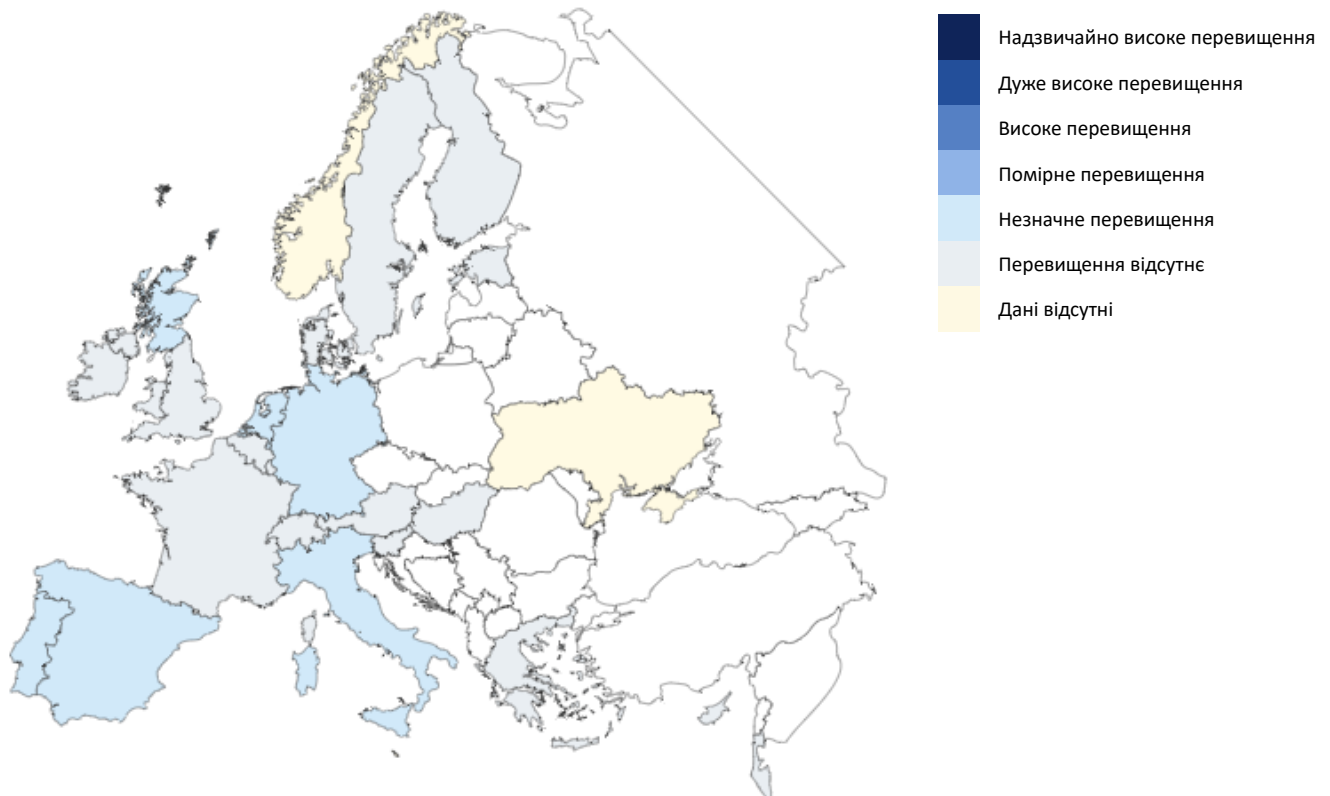 Надзвичайно високе перевищення
Дуже високе перевищення
Високе перевищення
Помірне перевищення
Незначне перевищення
Перевищення відсутнє
Дані відсутні